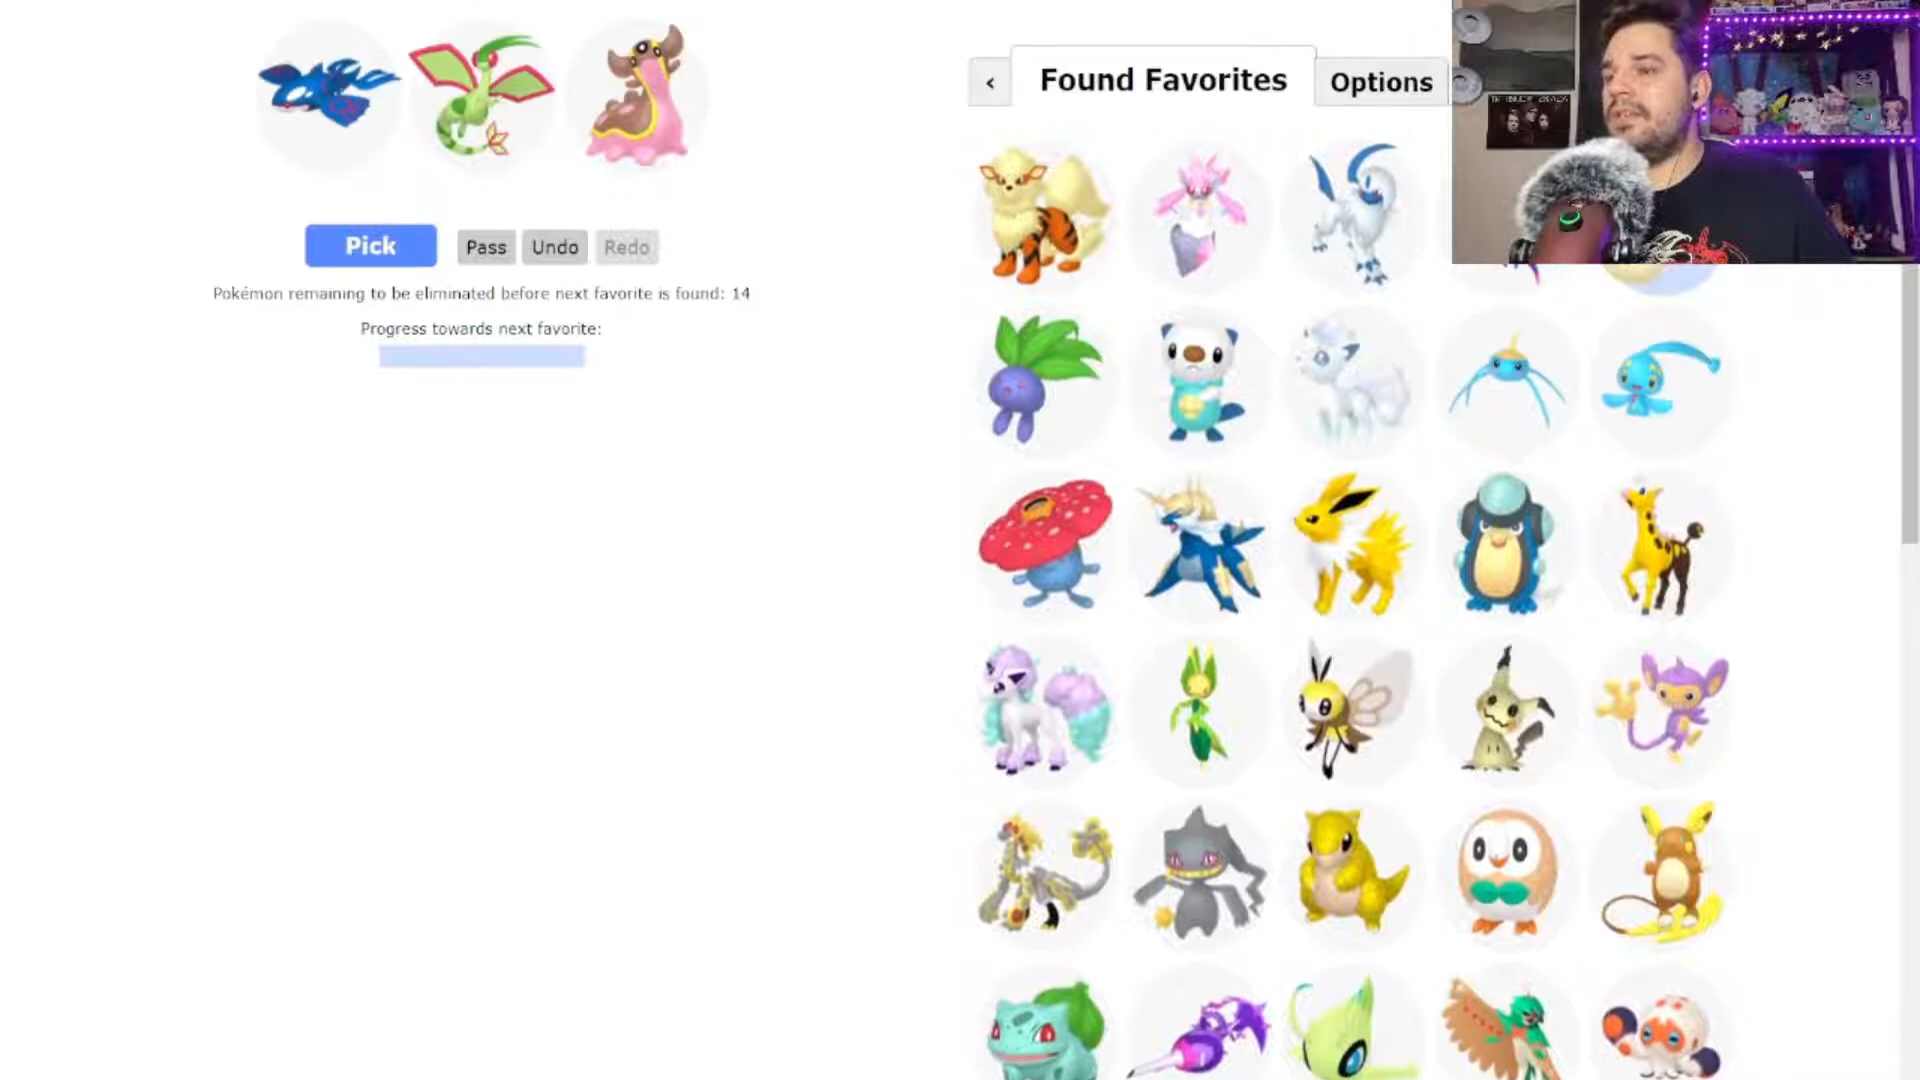 <
Found Favorites
Options
Pick
Pass
Undo
Redo
Pokémon remaining to be eliminated before next favorite is found: 14
Progress towards next favorite: